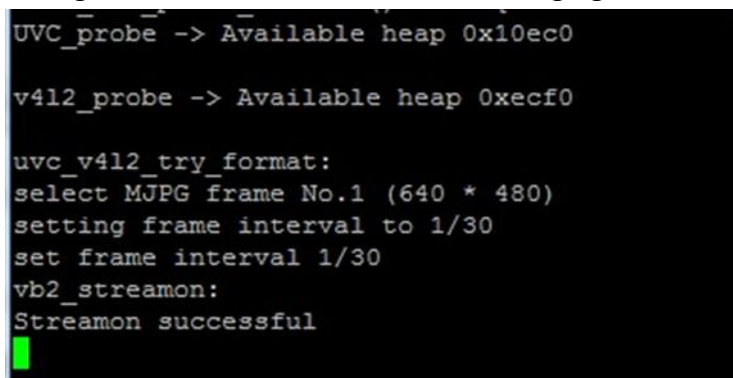 UVC_probe -> Available heap 0x10ec0
v4l2_probe -> Available heap 0xecf0
uvc_v4l2_try_format:
select MJPG frame No.1 (640 * 480)
setting frame interval to 1/30
set frame interval 1/30
vb2_streamon:
Streamon successful